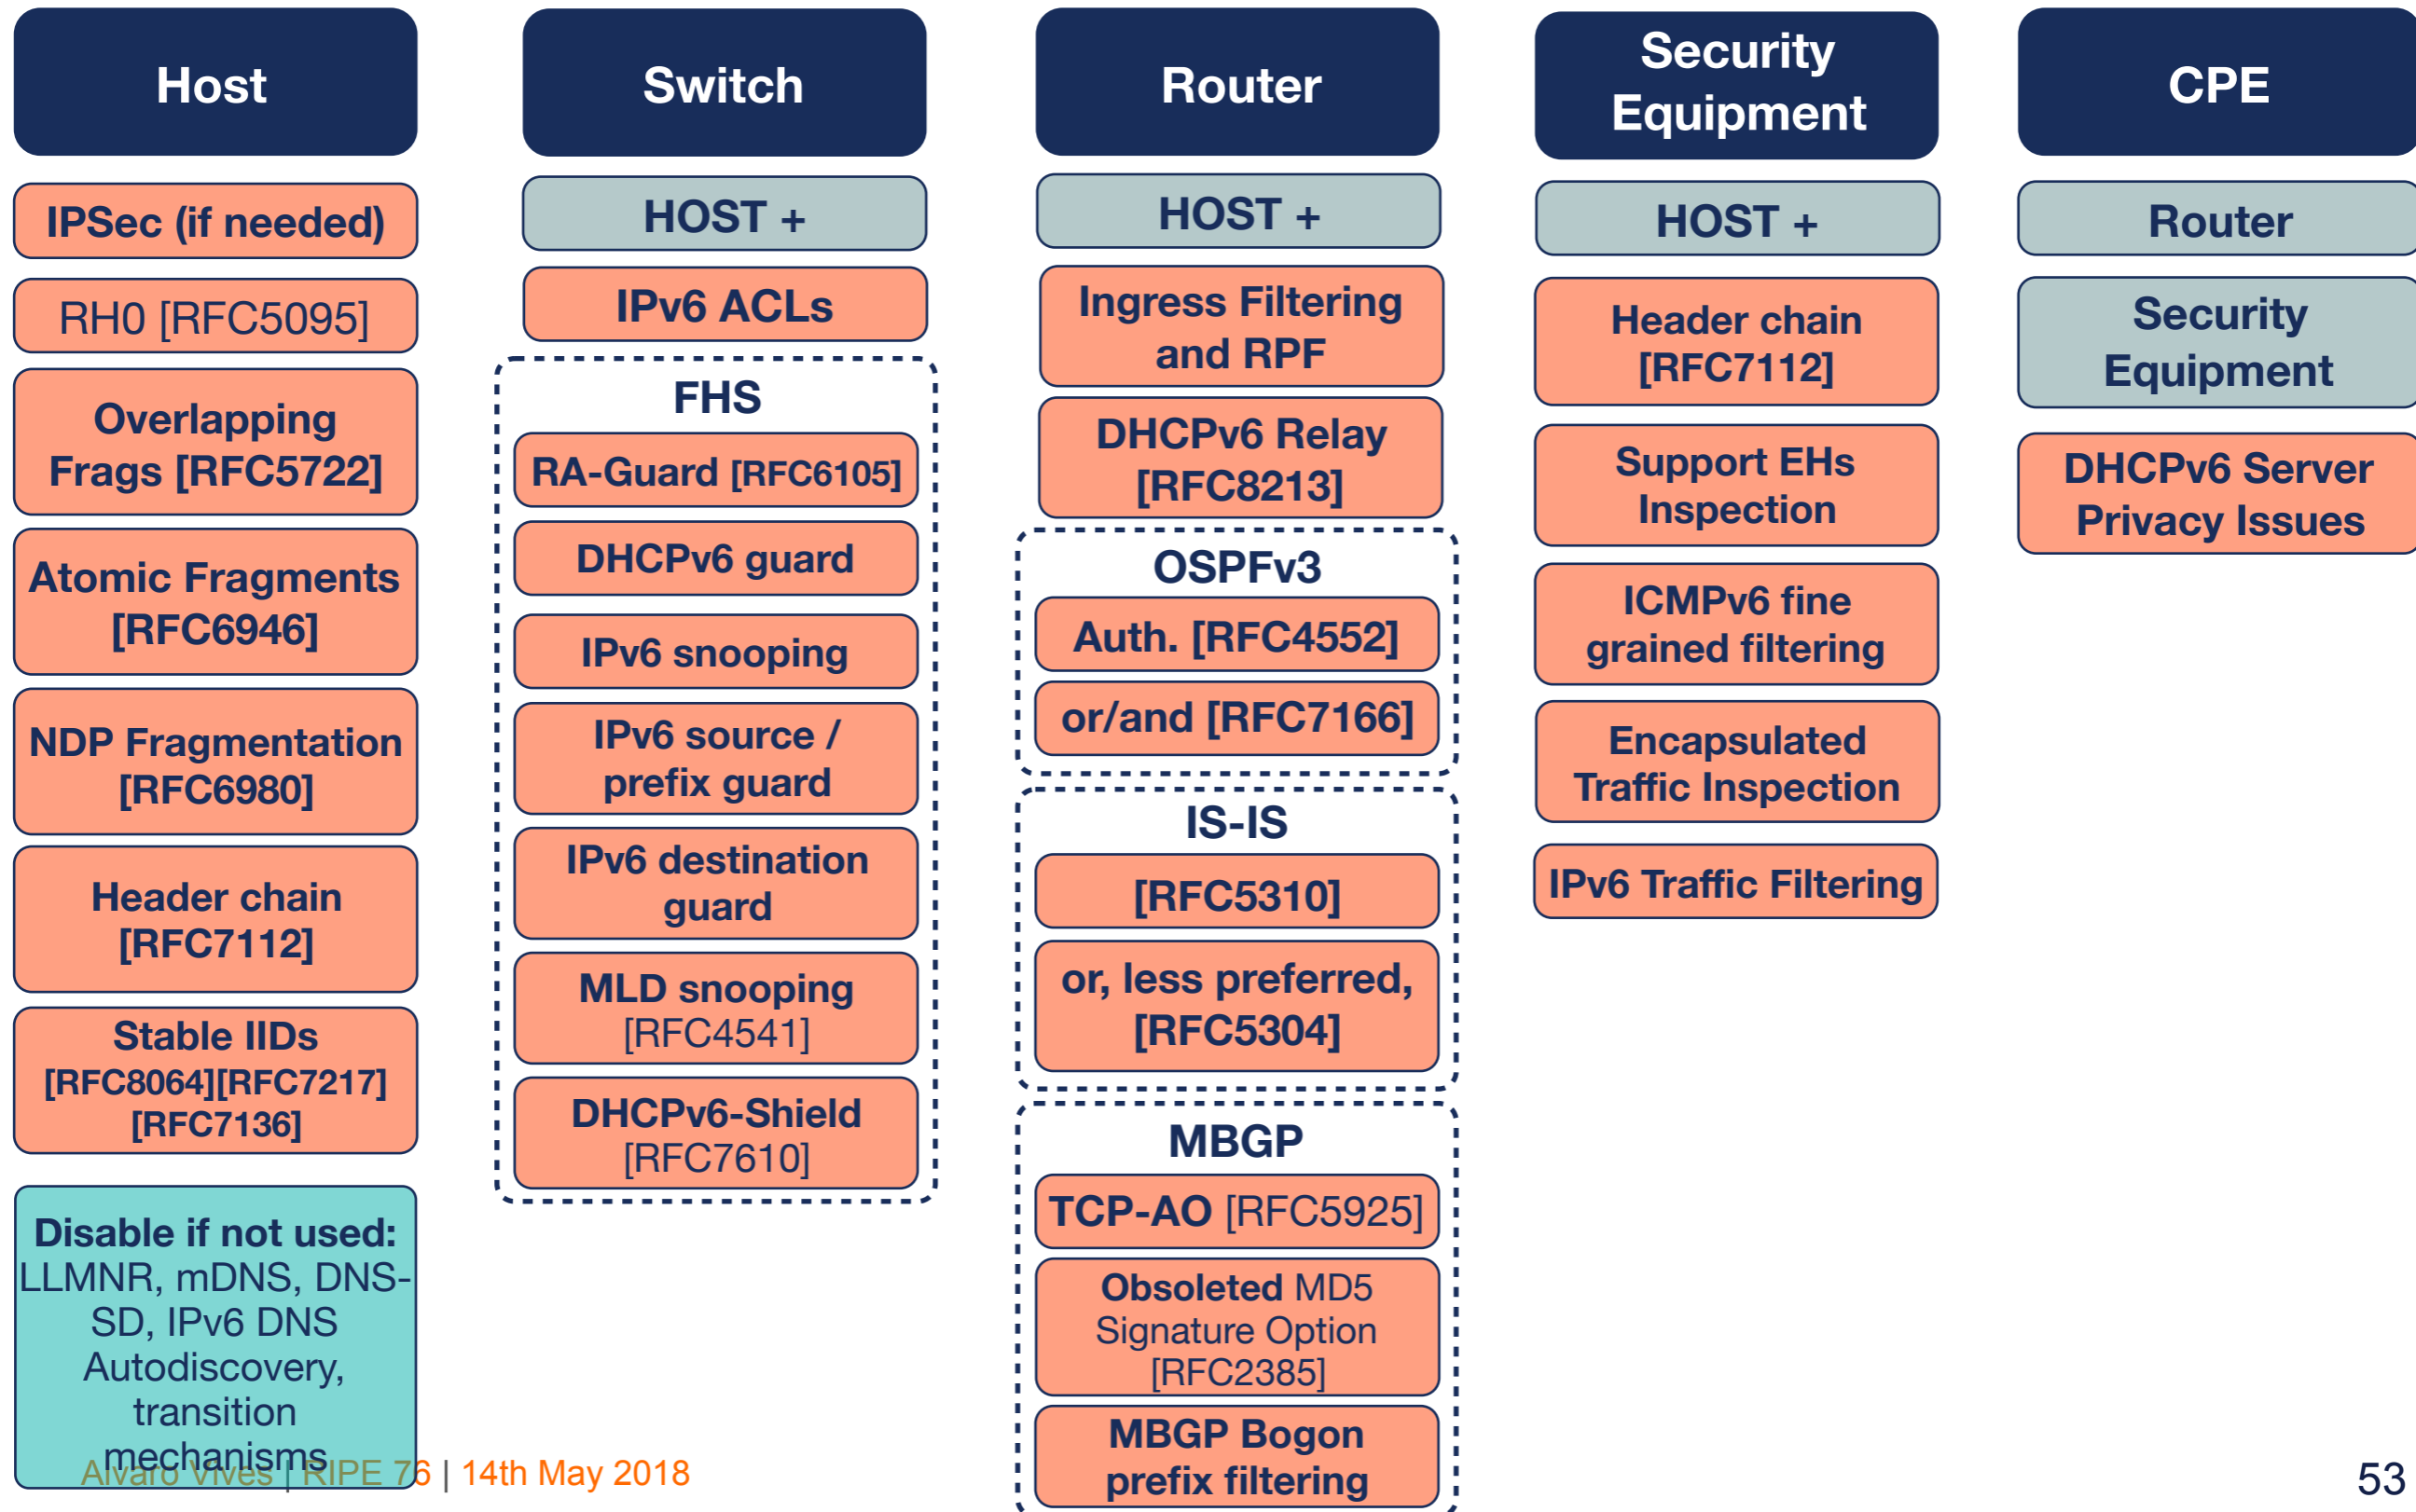 Host
IPSec (if needed)
RH0 [RFC5095]
Overlapping
Frags [RFC5722]
Atomic Fragments
[RFC6946]
NDP Fragmentation
[RFC6980]
Header chain
[RFC7112]
Stable IIDs
[RFC8064][RFC7217]
[RFC7136]
Disable if not used:
LLMNR, mDNS, DNS-
SD, IPv6 DNS
Autodiscovery,
transition
mechanisms
Switch
HOST +
IPv6 ACLs
FHS
RA-Guard [RFC6105]
DHCPv6 guard
IPv6 snooping
IPv6 source /
prefix guard
IPv6 destination
guard
MLD snooping
[RFC4541]
DHCPv6-Shield
[RFC7610]
Router
HOST +
Ingress Filtering
and RPF
DHCPv6 Relay
[RFC8213]
OSPFv3
Auth. [RFC4552]
or/and [RFC7166]
IS-IS
[RFC5310]
or, less preferred,
[RFC5304]
MBGP
TCP-AO [RFC5925]
Obsoleted MD5
Signature Option
[RFC2385]
MBGP Bogon
prefix filtering
Security
Equipment
HOST +
Header chain
[RFC7112]
Support EHs
Inspection
ICMPv6 fine
grained filtering
Encapsulated
Traffic Inspection
IPv6 Traffic Filtering
CPE
Router
Security
Equipment
DHCPv6 Server
Privacy Issues
Alvaro Vives | RIPE 76 | 14th May 2018
53